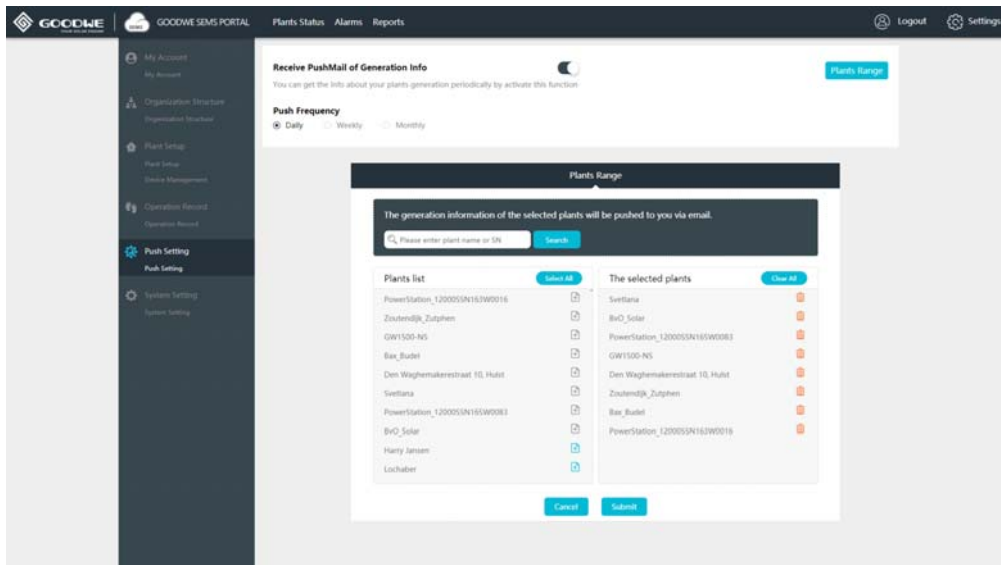 GOODWE
YOUR SOLAR ENGINE
SEMS
GOODWE SEMS PORTAL
Plants Status Alarms Reports
Logout
Settings
My Account
My Account
Organization Structure
Organization Structure
Plant Setup
Plant Setup
Device Management
Operation Record
Operation Record
Push Setting
Push Setting
System Setting
System Setting
Receive PushMail of Generation Info
You can get the info about your plants generation periodically by activate this function
Plants Range
Push Frequency
Daily Weekly Monthly
Plants Range
The generation information of the selected plants will be pushed to you via email.
Please enter plant name or SN
Search
Plants list
Select All
PowerStation_12000SSN163W0016
Zoutendijk_Zutphen
GW1500-NS
Bax_Budel
Den Waghemakerestraat 10, Hulst
Svetlana
PowerStation_12000SSN165W0083
BvO_Solar
Harry Jansen
Lochaber
The selected plants
Clear All
Svetlana
BvO_Solar
PowerStation_12000SSN165W0083
GW1500-NS
Den Waghemakerestraat 10, Hulst
Zoutendijk_Zutphen
Bax_Budel
PowerStation_12000SSN163W0016
Cancel
Submit